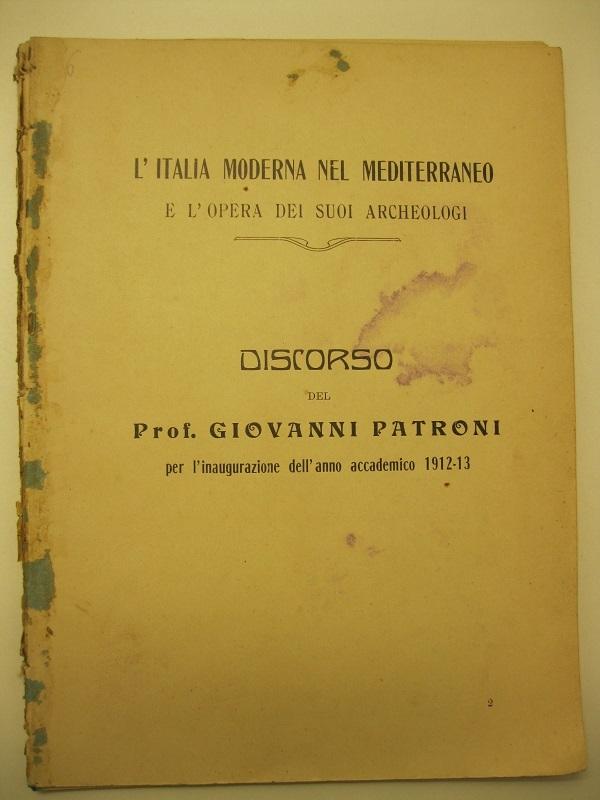 L'ITALIA MODERNA NEL MEDITERRANEO
E L'OPERA DEI SUOI ARCHEOLOGI
DISCORSO
DEL
Prof. GIOVANNI PATRONI
per l'inaugurazione dell'anno accademico 1912-13
2